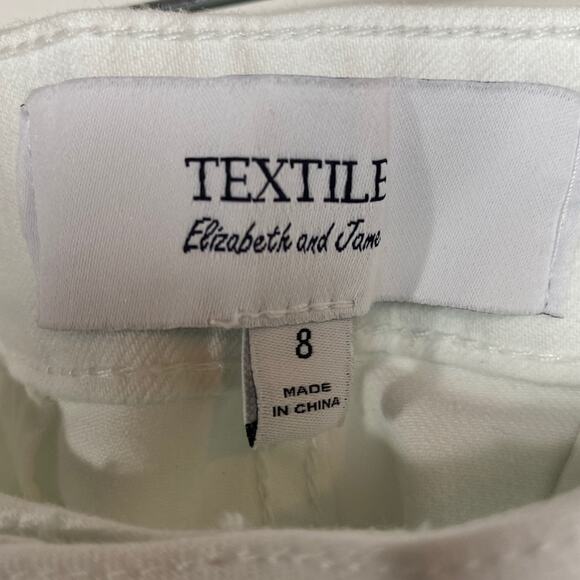 TEXTILE
Elizabeth and Jame
8
MADE
IN CHINA